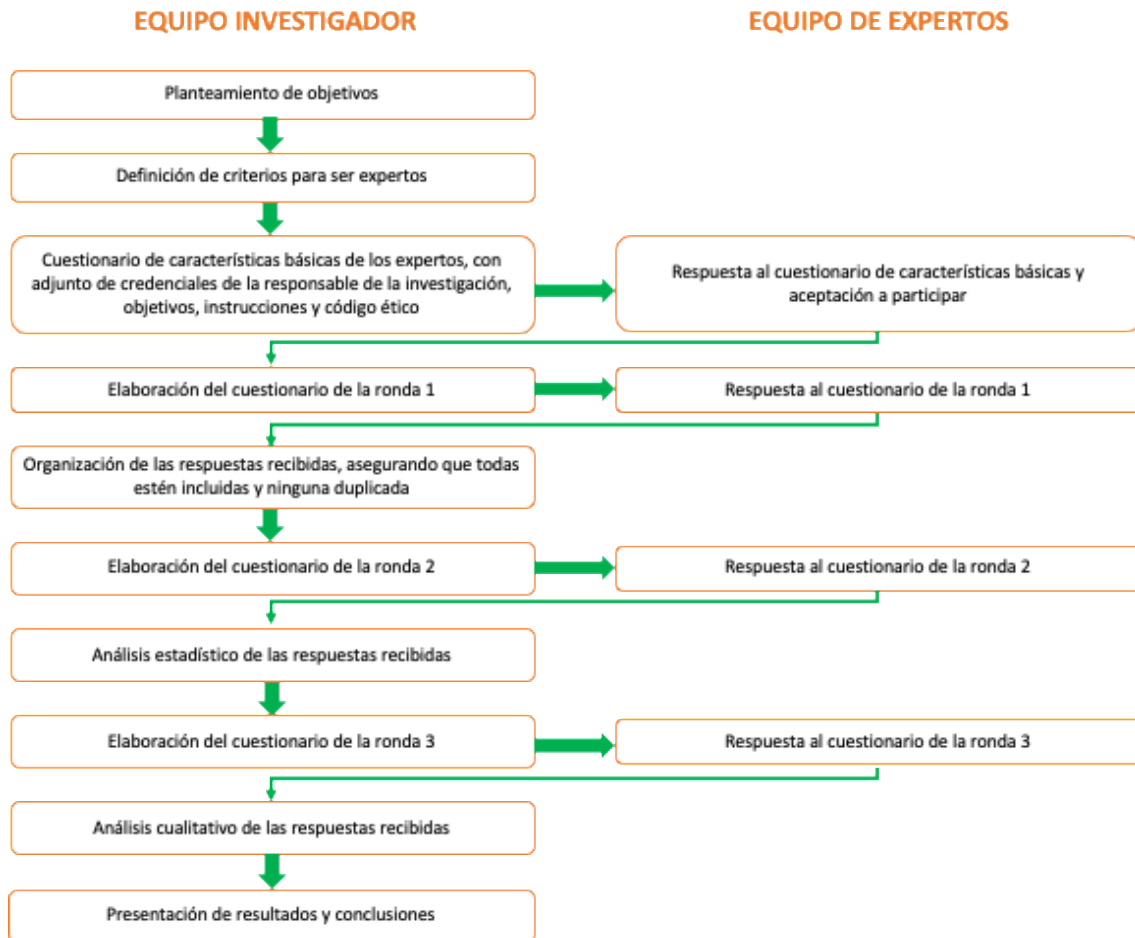 EQUIPO INVESTIGADOR
EQUIPO DE EXPERTOS
Planteamiento de objetivos
Definición de criterios para ser expertos
Cuestionario de características básicas de los expertos, con
adjunto de credenciales de la responsable de la investigación,
objetivos, instrucciones y código ético
Respuesta al cuestionario de características básicas y
aceptación a participar
Elaboración del cuestionario de la ronda 1
Respuesta al cuestionario de la ronda 1
Organización de las respuestas recibidas, asegurando que todas
estén incluidas y ninguna duplicada
Elaboración del cuestionario de la ronda 2
Respuesta al cuestionario de la ronda 2
Análisis estadístico de las respuestas recibidas
Elaboración del cuestionario de la ronda 3
Respuesta al cuestionario de la ronda 3
Análisis cualitativo de las respuestas recibidas
Presentación de resultados y conclusiones